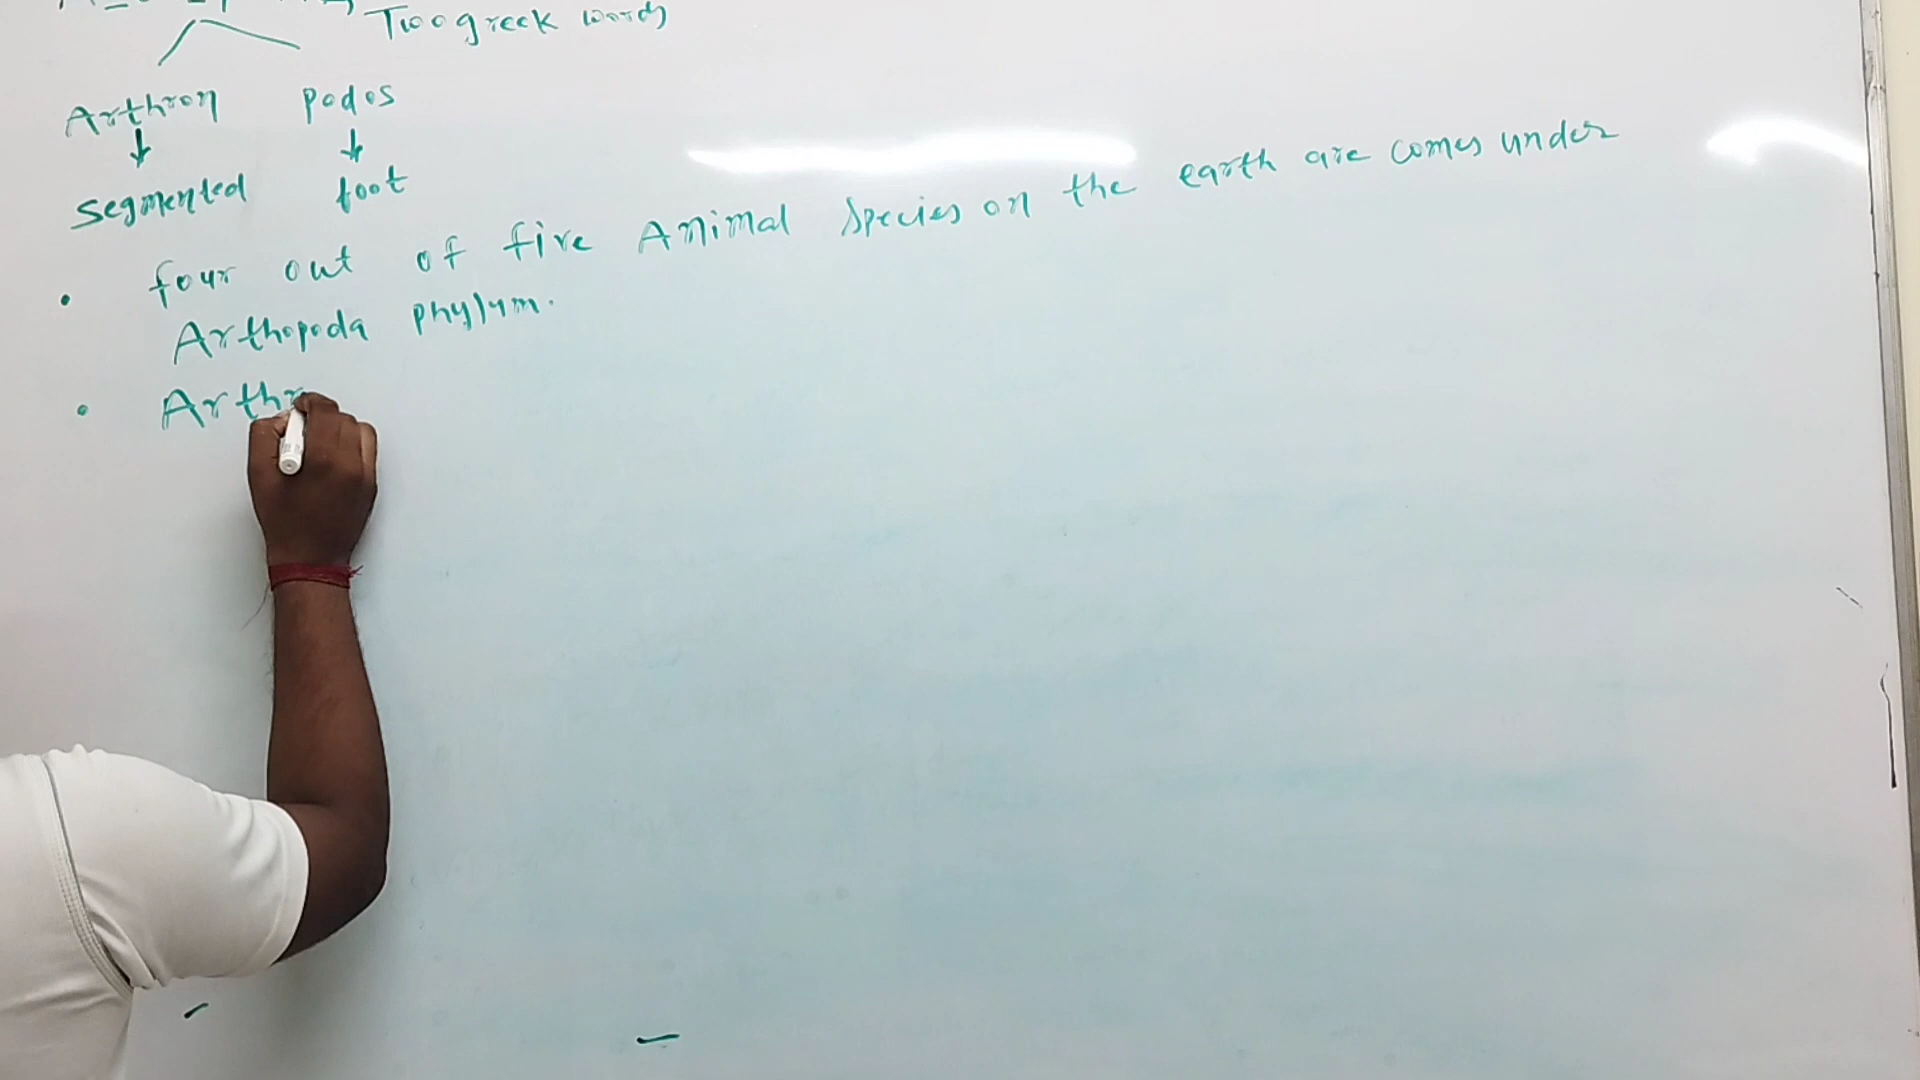 Two greek words
Arthron podos
segmented foot
• four out of five Animal species on the earth are comes under
Arthopoda phylum.
• Arthr